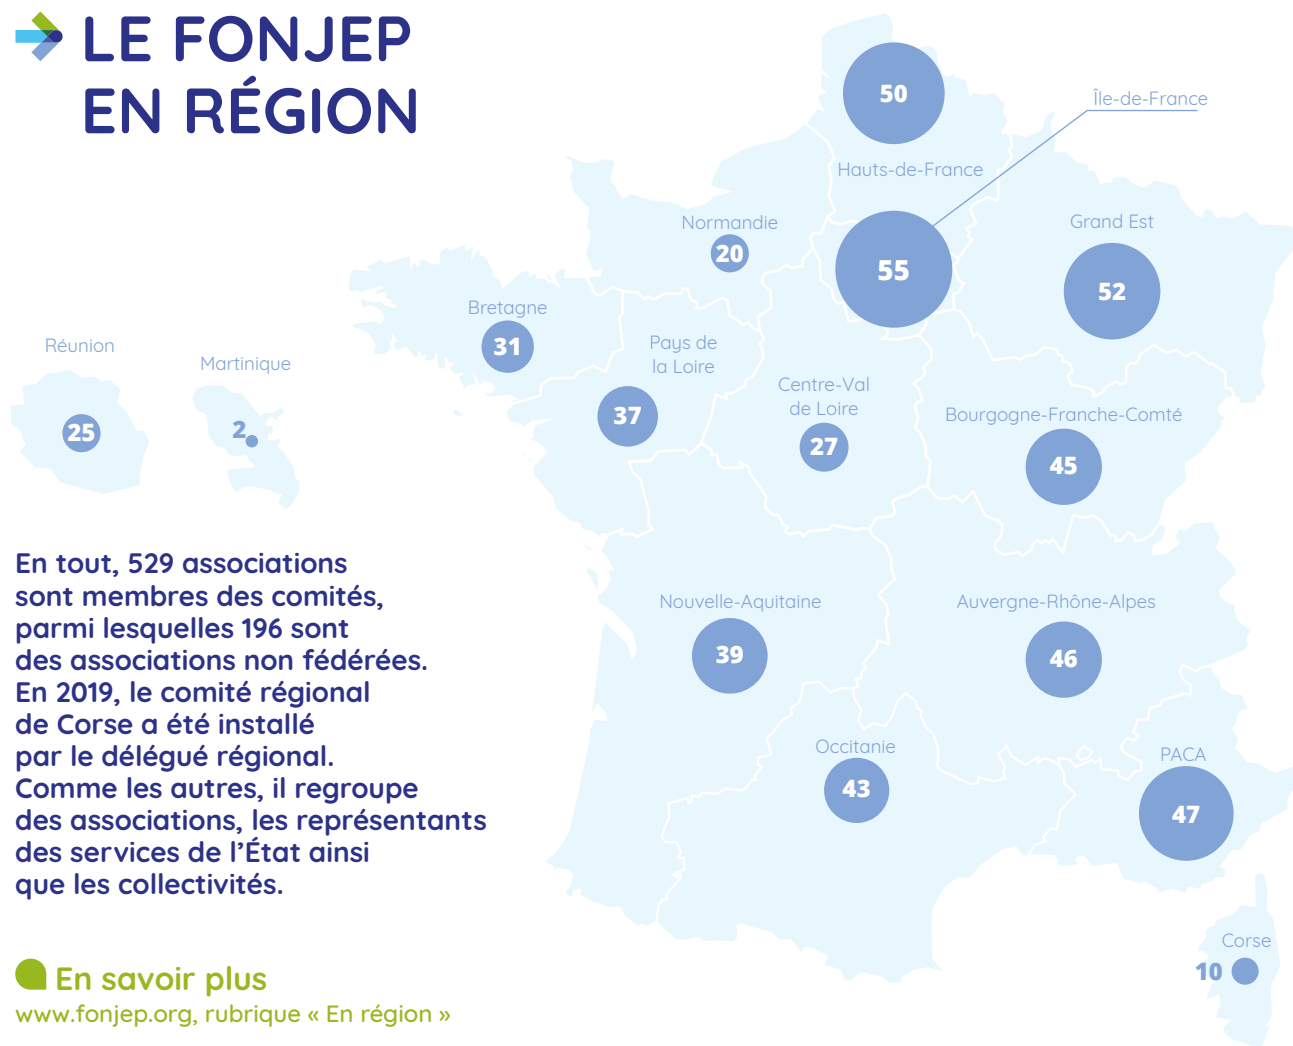 LE FONJEP
EN RÉGION
50
Île-de-France
Hauts-de-France
Normandie
20
55
Grand Est
52
Bretagne
31
Pays de
la Loire
37
Réunion
25
Martinique
2
Centre-Val
de Loire
27
Bourgogne-Franche-Comté
45
En tout, 529 associations
sont membres des comités,
parmi lesquelles 196 sont
des associations non fédérées.
En 2019, le comité régional
de Corse a été installé
par le délégué régional.
Comme les autres, il regroupe
des associations, les représentants
des services de l’État ainsi
que les collectivités.
Nouvelle-Aquitaine
39
Auvergne-Rhône-Alpes
46
Occitanie
43
PACA
47
Corse
10
En savoir plus
www.fonjep.org, rubrique « En région »